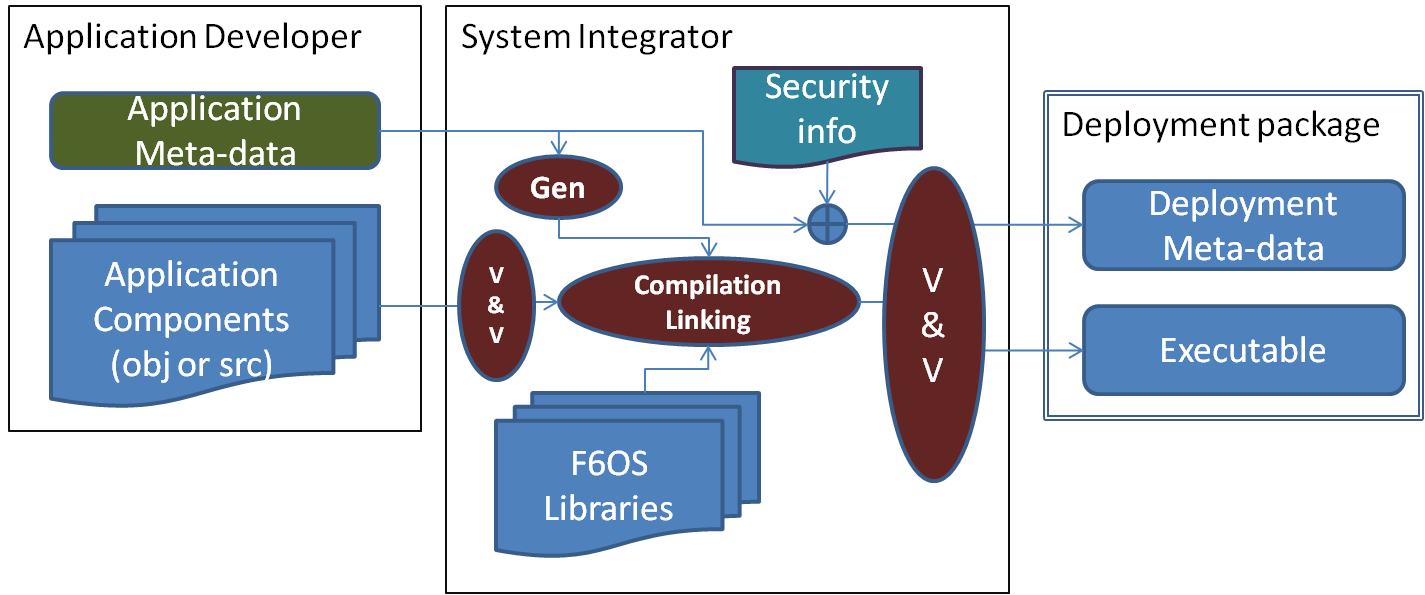 Application Developer
Application
Meta-data
Application
Components
(obj or src)
System Integrator
Security
info
Gen
V
&
V
Compilation
Linking
F6OS
Libraries
V
&
V
Deployment package
Deployment
Meta-data
Executable